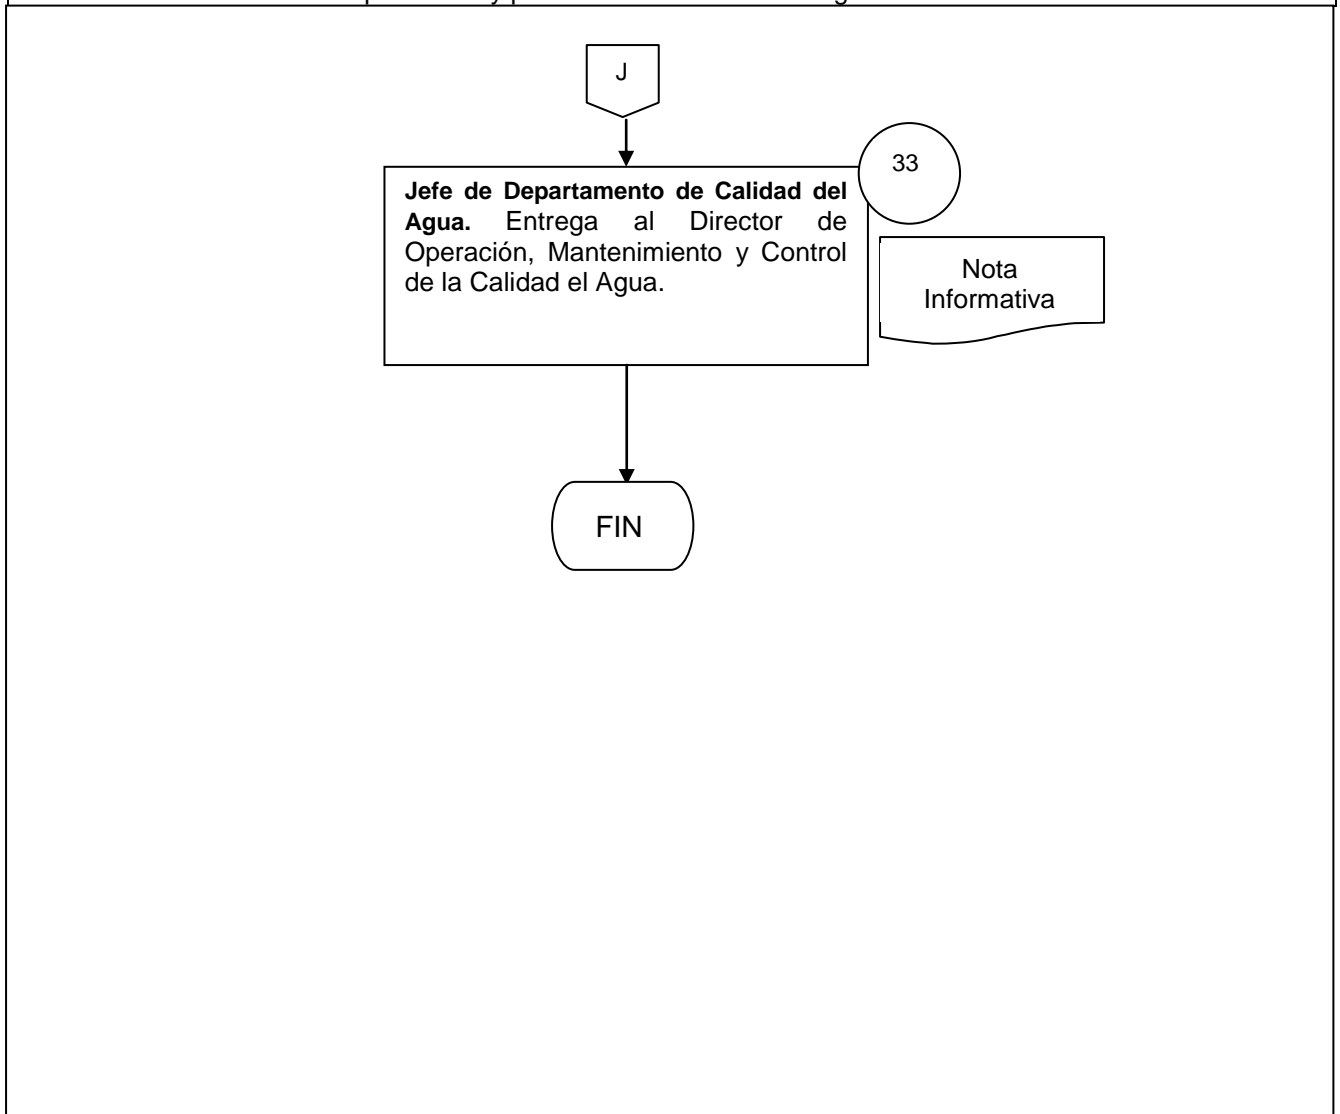 J
33
Jefe de Departamento de Calidad del
Agua. Entrega al Director de
Operación, Mantenimiento y Control
de la Calidad el Agua.
Nota
Informativa
FIN